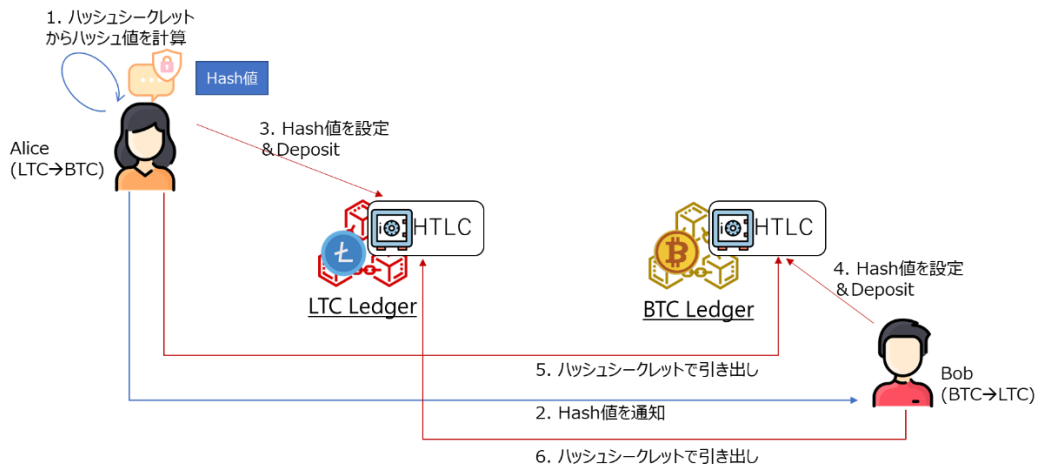 1. ハッシュシークレット
からハッシュ値を計算
Hash値
Alice
(LTC→BTC)
3. Hash値を設定
＆Deposit
HTLC
HTLC
LTC Ledger
BTC Ledger
4. Hash値を設定
＆Deposit
5. ハッシュシークレットで引き出し
Bob
(BTC→LTC)
2. Hash値を通知
6. ハッシュシークレットで引き出し